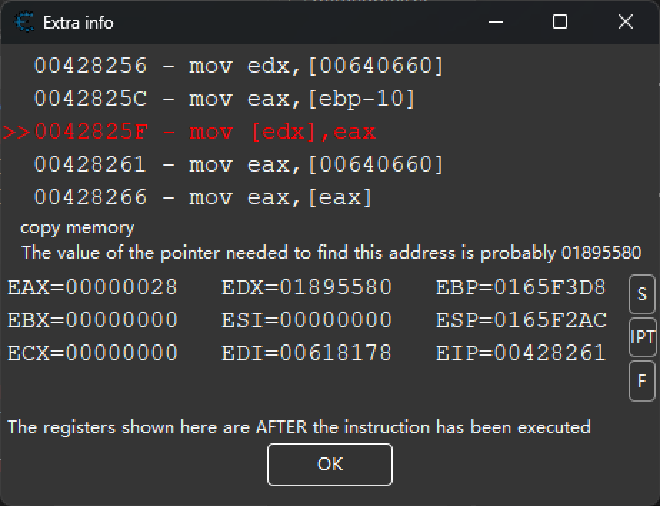 Extra info
00428256 - mov edx,[00640660]
0042825C - mov eax,[ebp-10]
>>0042825F - mov [edx],eax
00428261 - mov eax,[00640660]
00428266 - mov eax,[eax]
copy memory
The value of the pointer needed to find this address is probably 01895580
EAX=00000028 EDX=01895580 EBP=0165F3D8
S
EBX=00000000 ESI=00000000 ESP=0165F2AC
IPT
ECX=00000000 EDI=00618178 EIP=00428261
F
The registers shown here are AFTER the instruction has been executed
OK